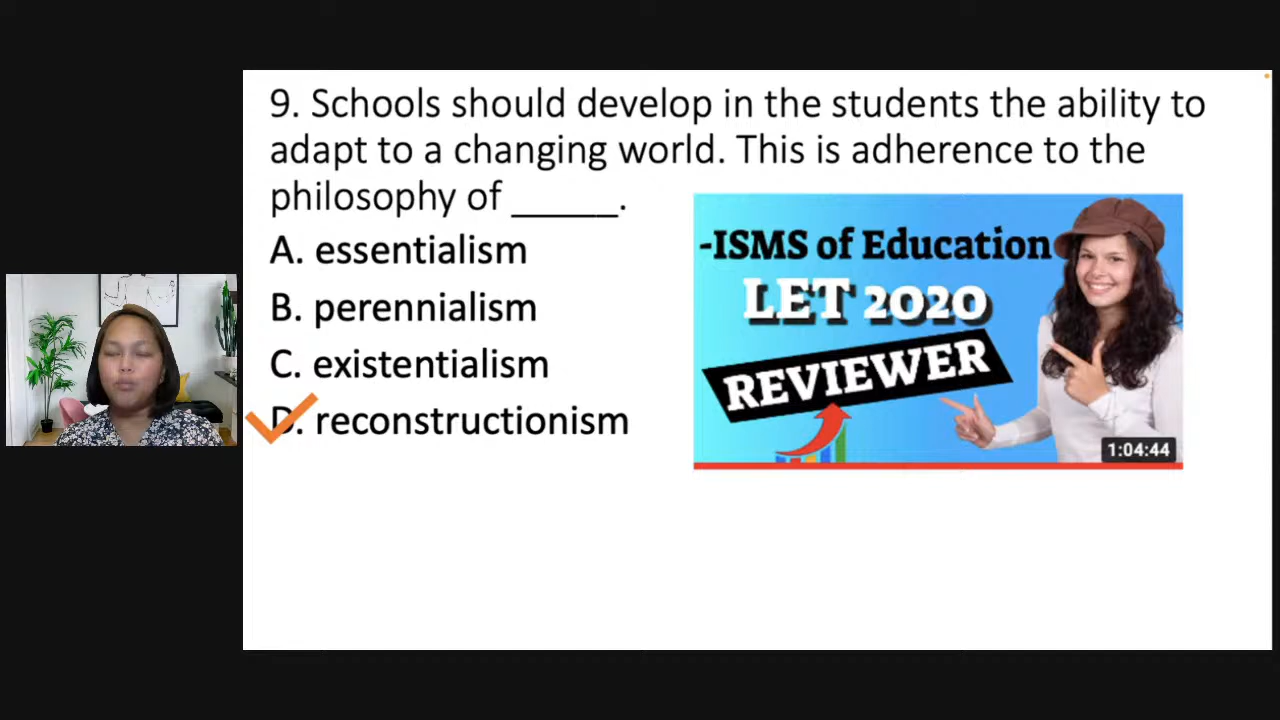 9. Schools should develop in the students the ability to
adapt to a changing world. This is adherence to the
philosophy of _____.
A. essentialism
B. perennialism
C. existentialism
D. reconstructionism
-ISMS of Education
LET 2020
REVIEWER
1:04:44